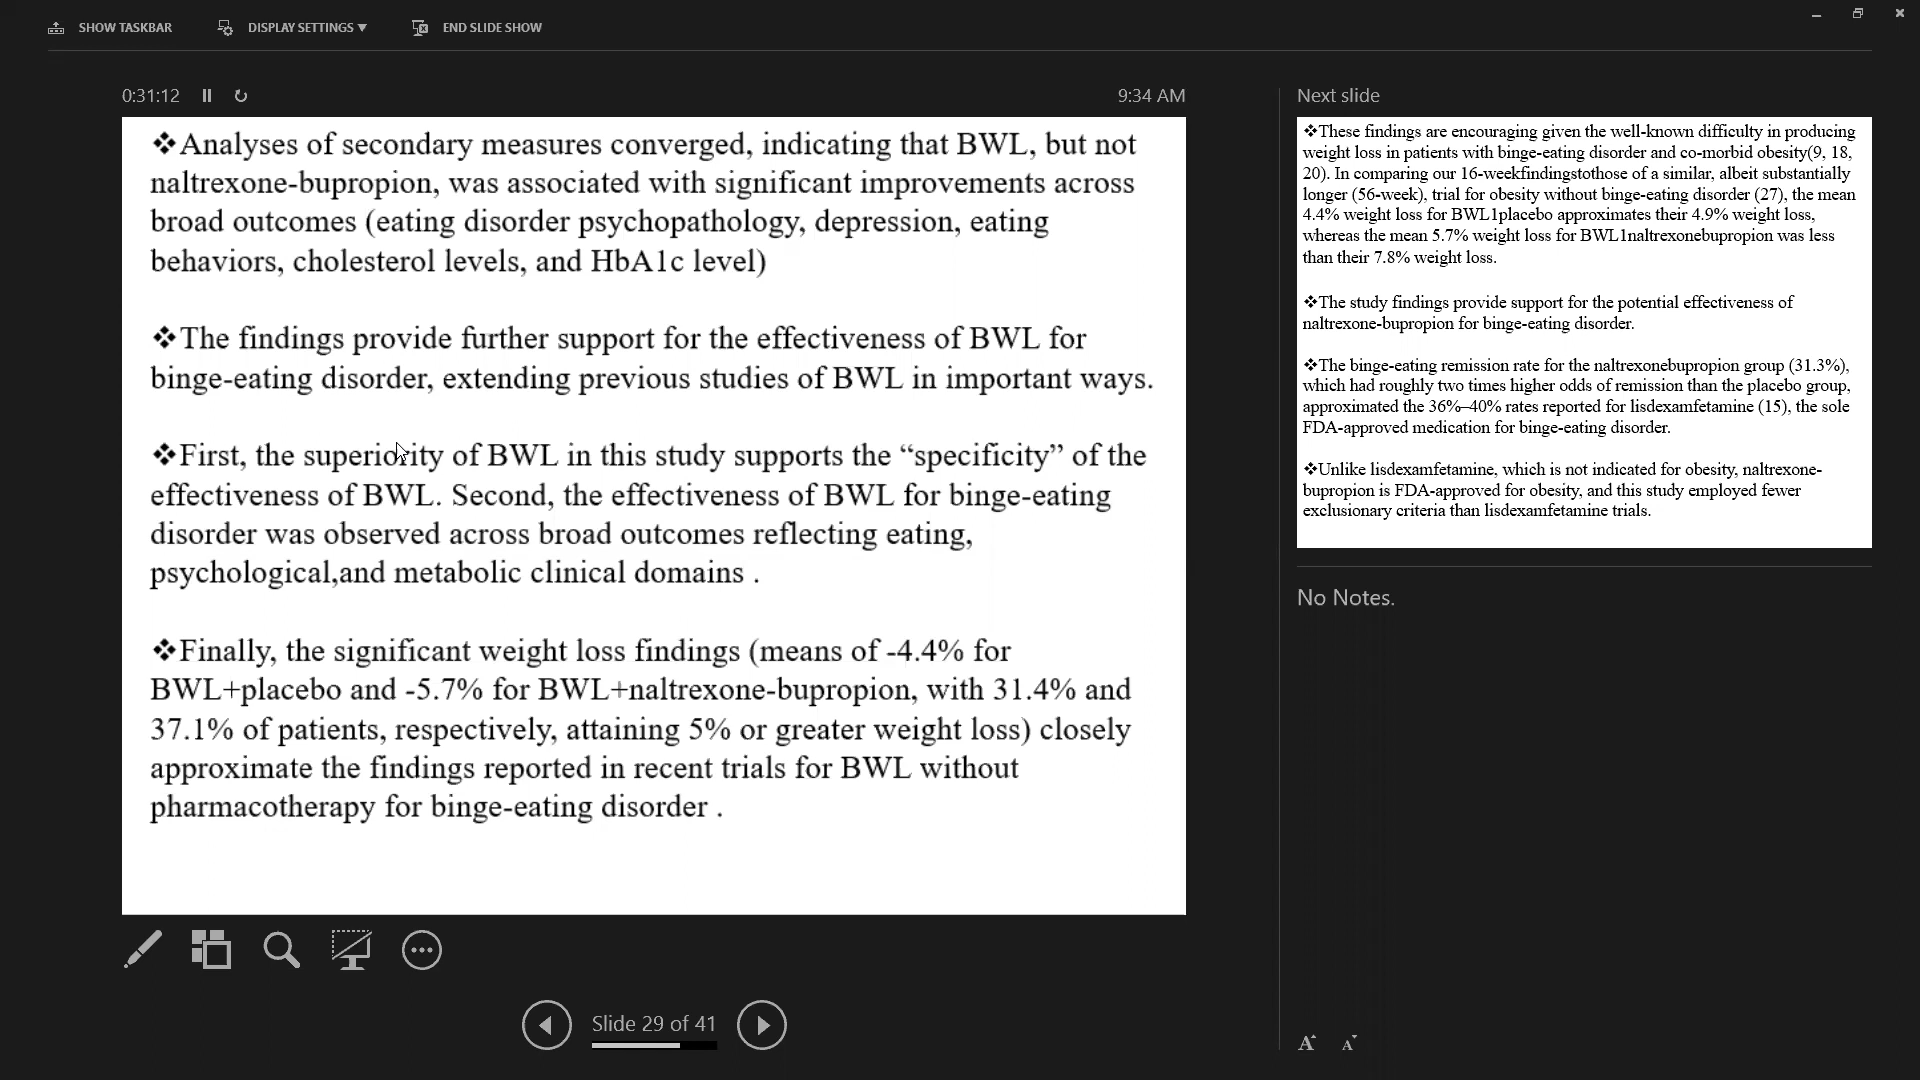 SHOW TASKBAR
DISPLAY SETTINGS ▼
END SLIDE SHOW
0:31:12
9:34 AM
❖Analyses of secondary measures converged, indicating that BWL, but not
naltrexone-bupropion, was associated with significant improvements across
broad outcomes (eating disorder psychopathology, depression, eating
behaviors, cholesterol levels, and HbA1c level)
❖The findings provide further support for the effectiveness of BWL for
binge-eating disorder, extending previous studies of BWL in important ways.
❖First, the superiority of BWL in this study supports the “specificity” of the
effectiveness of BWL. Second, the effectiveness of BWL for binge-eating
disorder was observed across broad outcomes reflecting eating,
psychological,and metabolic clinical domains .
❖Finally, the significant weight loss findings (means of -4.4% for
BWL+placebo and -5.7% for BWL+naltrexone-bupropion, with 31.4% and
37.1% of patients, respectively, attaining 5% or greater weight loss) closely
approximate the findings reported in recent trials for BWL without
pharmacotherapy for binge-eating disorder .
Slide 29 of 41
Next slide
❖These findings are encouraging given the well-known difficulty in producing
weight loss in patients with binge-eating disorder and co-morbid obesity(9, 18,
20). In comparing our 16-weekfindingstothose of a similar, albeit substantially
longer (56-week), trial for obesity without binge-eating disorder (27), the mean
4.4% weight loss for BWL1placebo approximates their 4.9% weight loss,
whereas the mean 5.7% weight loss for BWL1naltrexonebupropion was less
than their 7.8% weight loss.
❖The study findings provide support for the potential effectiveness of
naltrexone-bupropion for binge-eating disorder.
❖The binge-eating remission rate for the naltrexonebupropion group (31.3%),
which had roughly two times higher odds of remission than the placebo group,
approximated the 36%–40% rates reported for lisdexamfetamine (15), the sole
FDA-approved medication for binge-eating disorder.
❖Unlike lisdexamfetamine, which is not indicated for obesity, naltrexone-
bupropion is FDA-approved for obesity, and this study employed fewer
exclusionary criteria than lisdexamfetamine trials.
No Notes.
A A